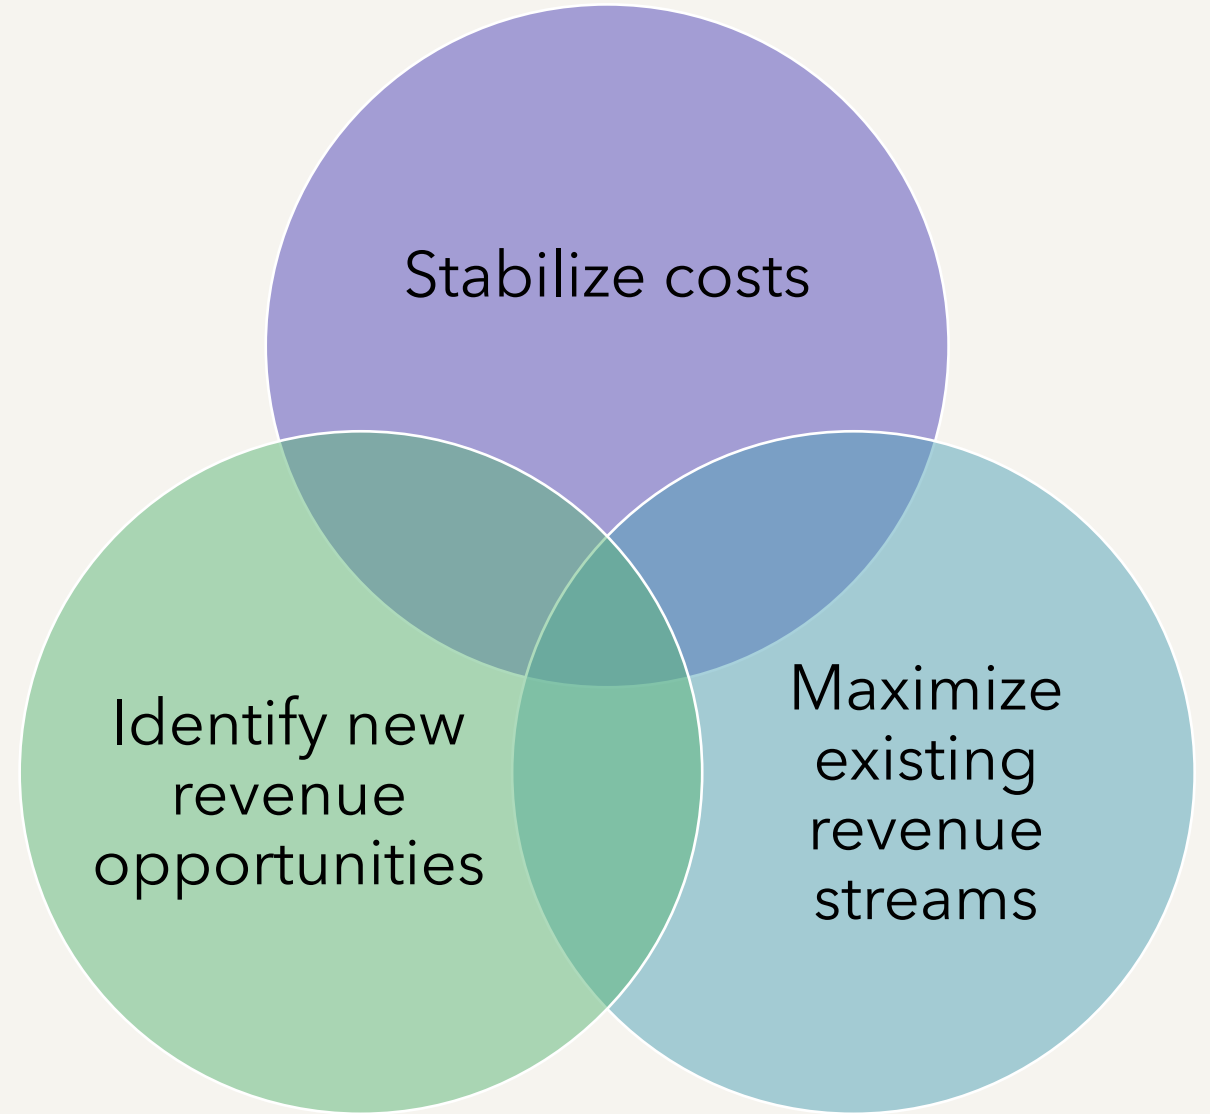 Stabilize costs
Identify new
revenue
opportunities
Maximize
existing
revenue
streams